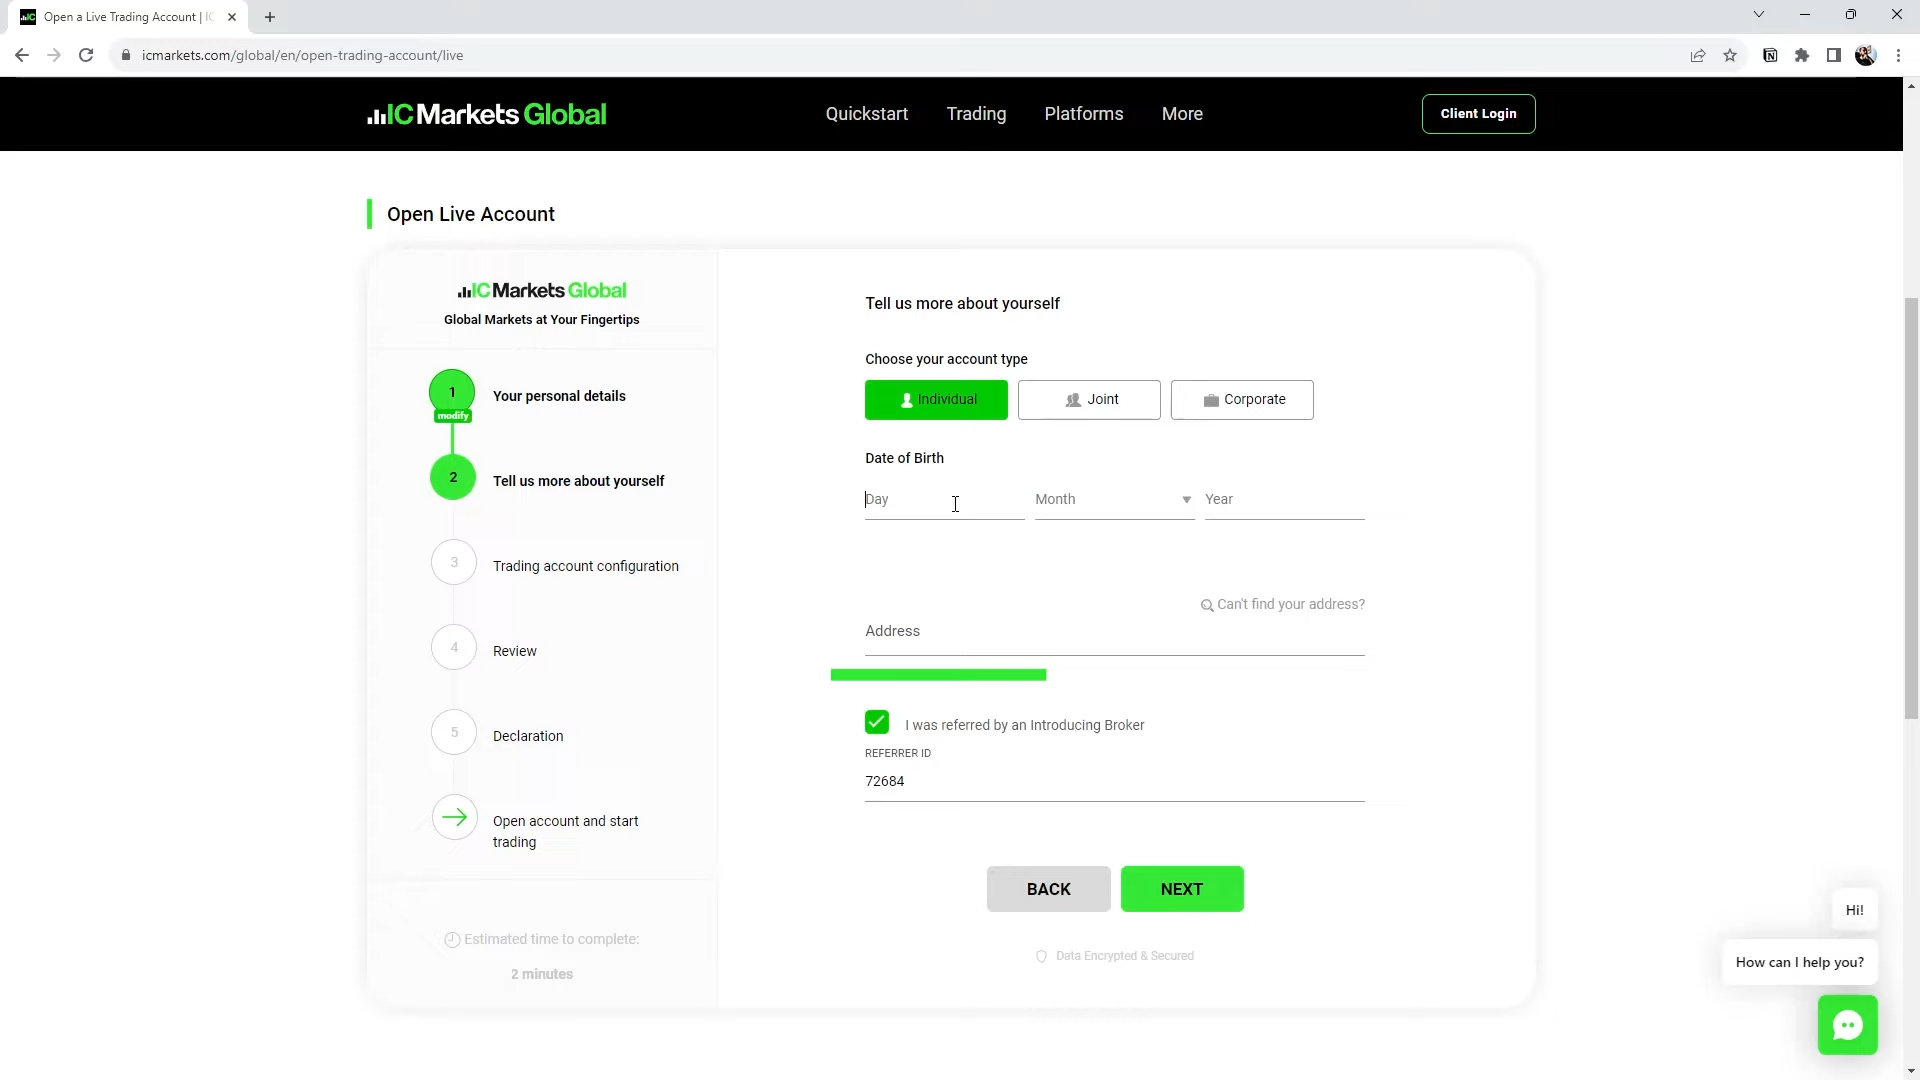 Open a Live Trading Account | IC
icmarkets.com/global/en/open-trading-account/live
IC Markets Global
Quickstart
Trading
Platforms
More
Client Login
Open Live Account
IC Markets Global
Global Markets at Your Fingertips
1
modify
Your personal details
2
Tell us more about yourself
3
Trading account configuration
4
Review
5
Declaration
Open account and start
trading
Estimated time to complete:
2 minutes
Tell us more about yourself
Choose your account type
Individual
Joint
Corporate
Date of Birth
Day
Month
Year
Can't find your address?
Address
I was referred by an Introducing Broker
REFERRER ID
72684
BACK
NEXT
Data Encrypted & Secured
Hi!
How can I help you?